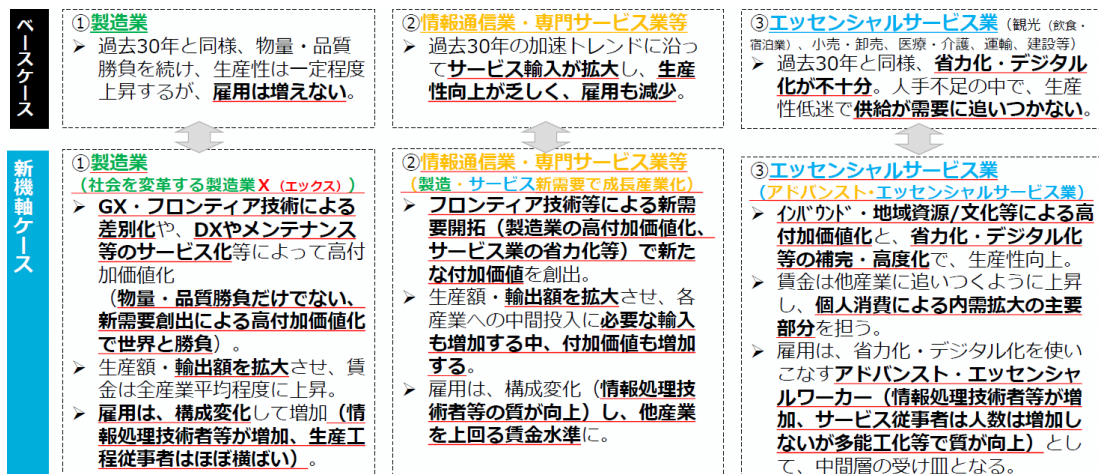 ベースケース
①製造業
➢ 過去30年と同様、物量・品質
勝負を続け、生産性は一定程度
上昇するが、雇用は増えない。
②情報通信業・専門サービス業等
➢ 過去30年の加速トレンドに沿っ
てサービス輸入が拡大し、生産
性向上が乏しく、雇用も減少。
③エッセンシャルサービス業（観光（飲食・
宿泊業）、小売・卸売、医療・介護、運輸、建設等）
➢ 過去30年と同様、省力化・デジタル
化が不十分。人手不足の中で、生産
性低迷で供給が需要に追いつかない。
新機軸ケース
①製造業
（社会を変革する製造業X（エックス））
➢ GX・フロンティア技術による
差別化や、DXやメンテナンス
等のサービス化等によって高付
加価値化
（物量・品質勝負だけでない、
新需要創出による高付加価値化
で世界と勝負）。
➢ 生産額・輸出額を拡大させ、賃
金は全産業平均程度に上昇。
➢ 雇用は、構成変化して増加（情
報処理技術者等が増加、生産工
程従事者はほぼ横ばい）。
②情報通信業・専門サービス業等
（製造・サービス新需要で成長産業化）
➢ フロンティア技術等による新需
要開拓（製造業の高付加価値化、
サービス業の省力化等）で新た
な付加価値を創出。
➢ 生産額・輸出額を拡大させ、各
産業への中間投入に必要な輸入
も増加する中、付加価値も増加
する。
➢ 雇用は、構成変化（情報処理技
術者等の質が向上）し、他産業
を上回る賃金水準に。
③エッセンシャルサービス業
（アドバンスト・エッセンシャルサービス業）
➢ インバウンド・地域資源/文化等による高
付加価値化と、省力化・デジタル化
等の補完・高度化で、生産性向上。
➢ 賃金は他産業に追いつくように上昇
し、個人消費による内需拡大の主要
部分を担う。
➢ 雇用は、省力化・デジタル化を使い
こなすアドバンスト・エッセンシャ
ルワーカー（情報処理技術者等が増
加、サービス従事者は人数は増加し
ないが多能工化等で質が向上）とし
て、中間層の受け皿となる。